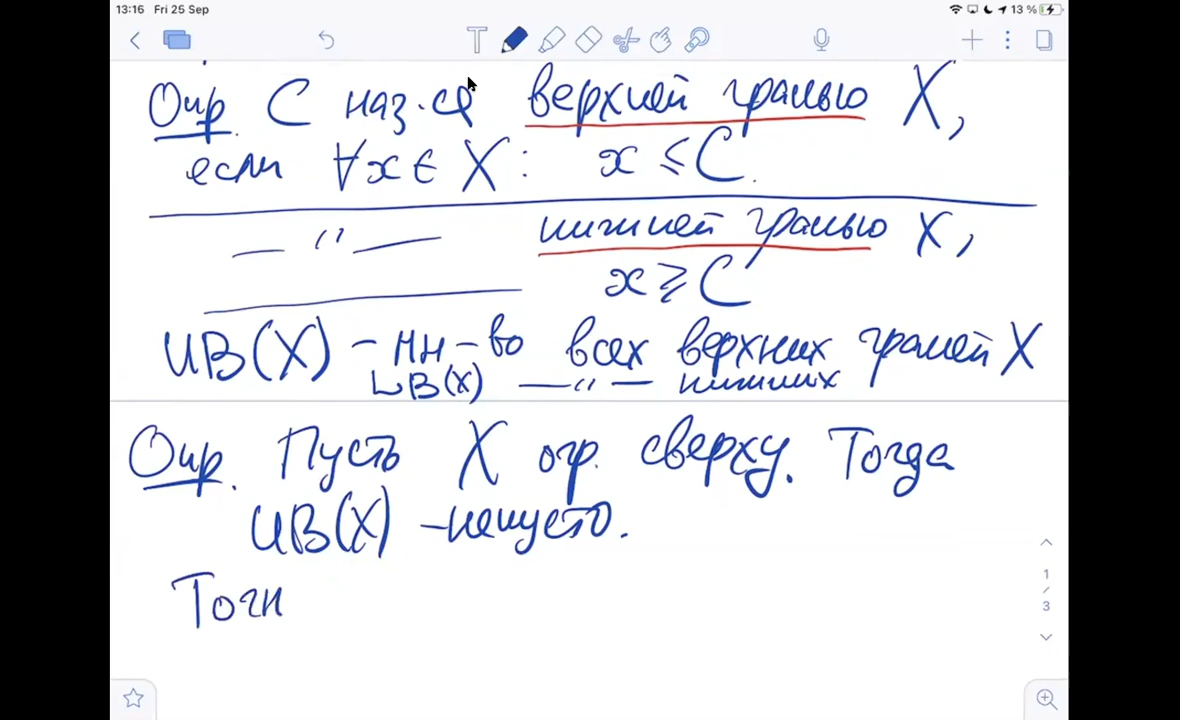 13:16 Fri 25 Sep
13 %
Опр. C наз.ся верхней гранью X,
если ∀x ∈ X: x ≤ C.
— " — нижней гранью X,
x ⩾ C
UB(X) – мн-во всех верхних граней X
LB(X) — " — нижних
Опр. Пусть X огр. сверху. Тогда
UB(X) – непусто.
Точн
1
/
3